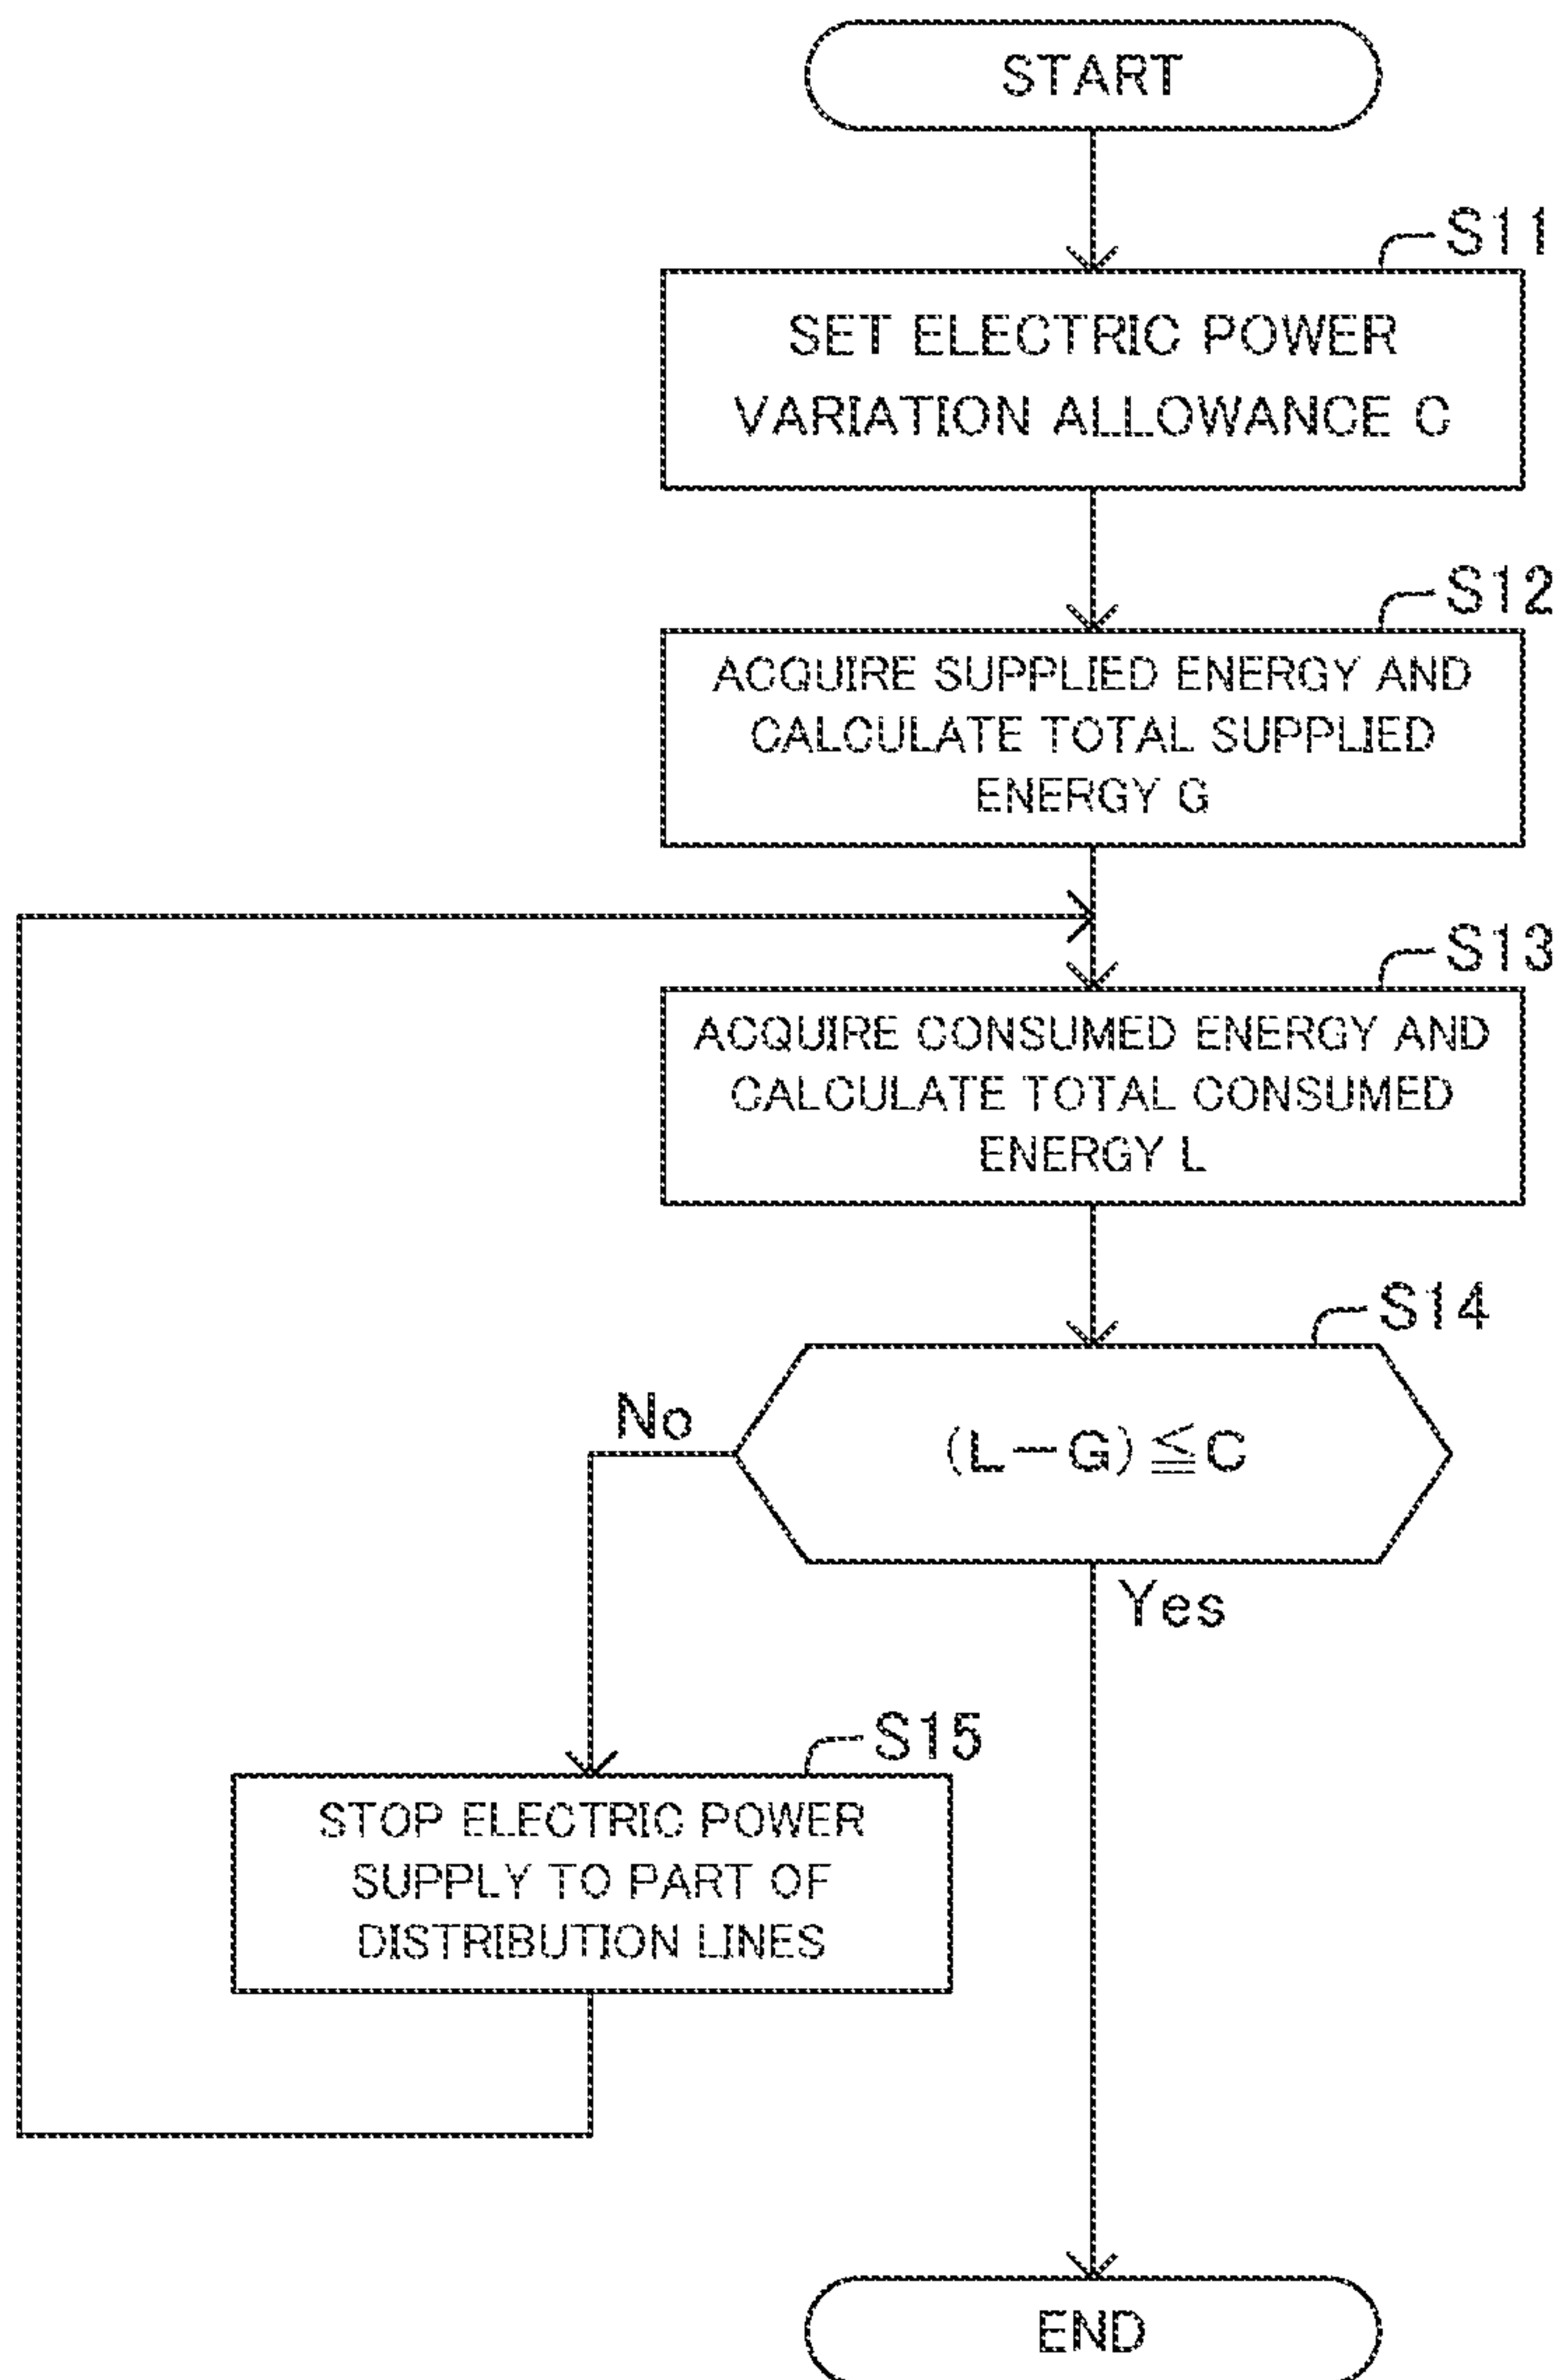 START
S11
SET ELECTRIC POWER
VARIATION ALLOWANCE C
S12
ACQUIRE SUPPLIED ENERGY AND
CALCULATE TOTAL SUPPLIED
ENERGY G
S13
ACQUIRE CONSUMED ENERGY AND
CALCULATE TOTAL CONSUMED
ENERGY L
S14
No
(L-G)≦C
Yes
S15
STOP ELECTRIC POWER
SUPPLY TO PART OF
DISTRIBUTION LINES
END